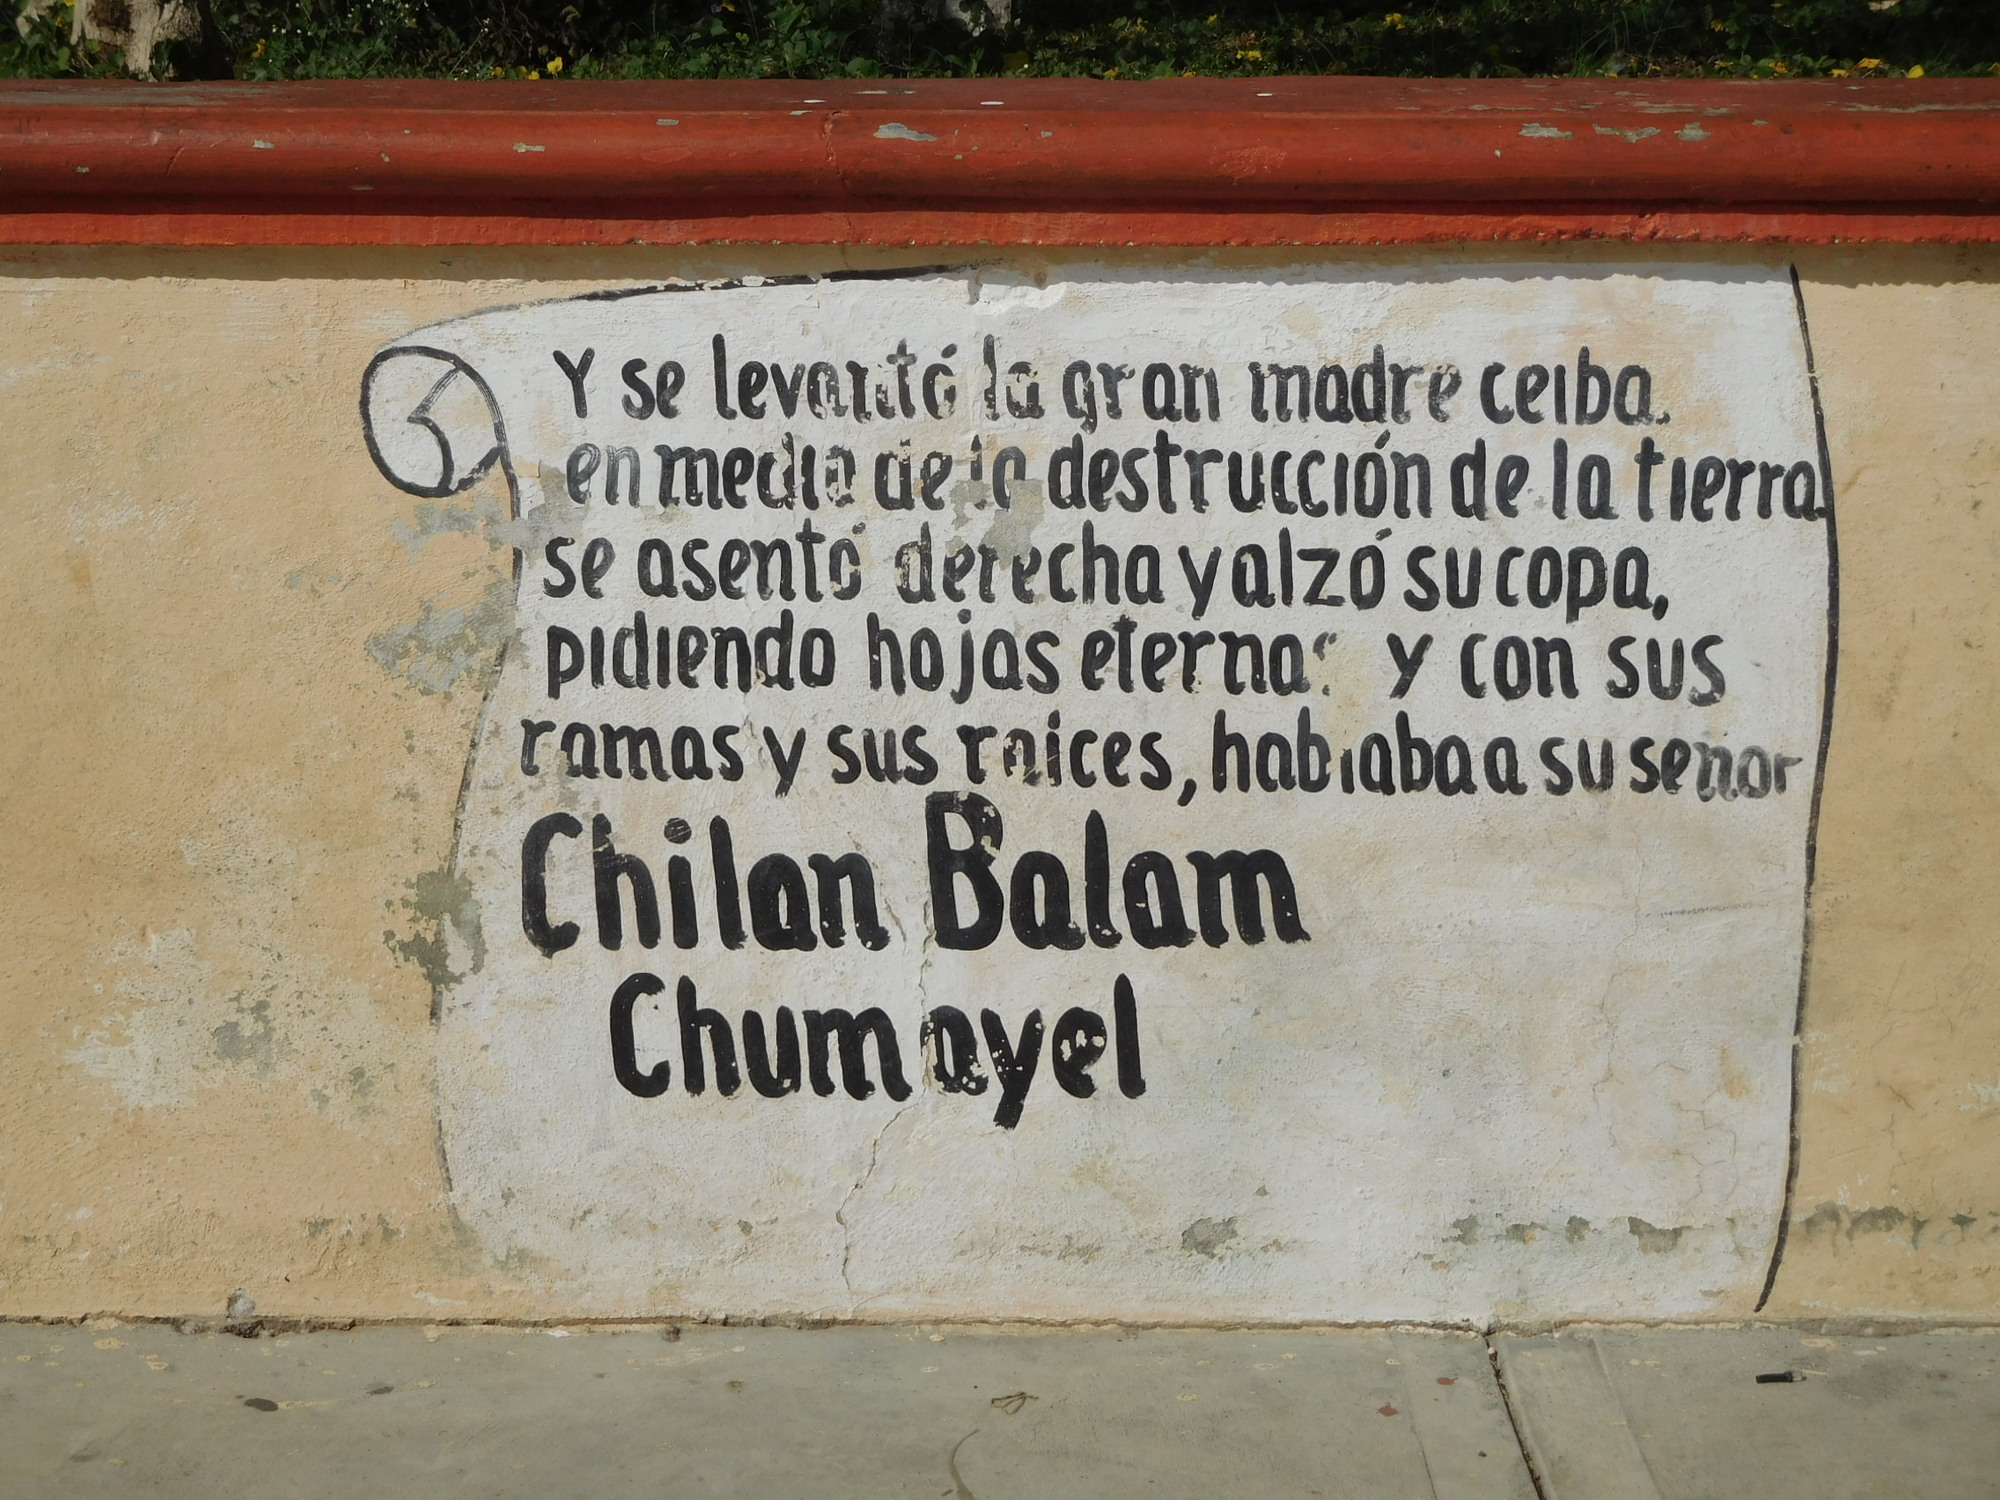 Y se levantó la gran madre ceiba.
en medio de la destrucción de la tierra.
se asentó derecha y alzó su copa,
pidiendo hojas eternas y con sus
ramas y sus raices, hablaba a su señor
Chilan Balam
Chumayel